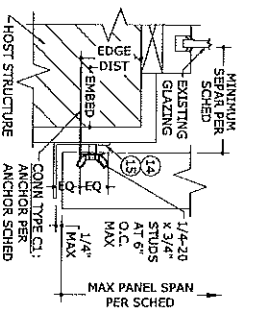 EDGE
DIST
EMBED
MINIMUM
SEPAR PER
SCHED
EXISTING
GLAZING
HOST STRUCTURE
14
15
1/4-20
x 3/4"
STUDS
AT 6"
O.C.
MAX
EQ
EQ
1/4"
MAX
CONN TYPE C1:
ANCHOR PER
ANCHOR SCHED
MAX PANEL SPAN
PER SCHED